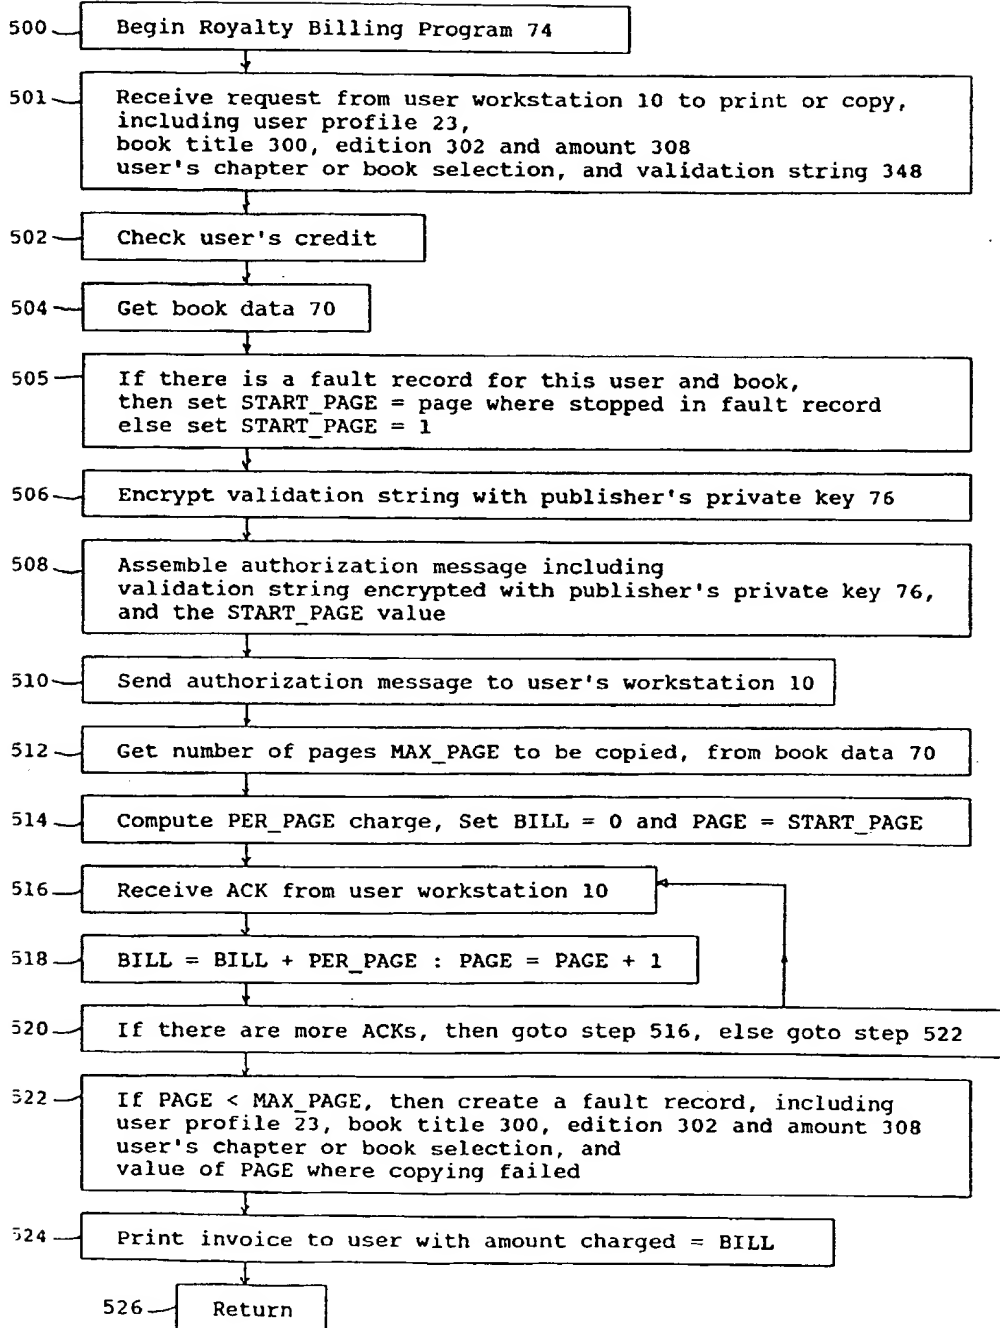 500 Begin Royalty Billing Program 74
501 Receive request from user workstation 10 to print or copy,
including user profile 23,
book title 300, edition 302 and amount 308
user's chapter or book selection, and validation string 348
502 Check user's credit
504 Get book data 70
505 If there is a fault record for this user and book,
then set START_PAGE = page where stopped in fault record
else set START_PAGE = 1
506 Encrypt validation string with publisher's private key 76
508 Assemble authorization message including
validation string encrypted with publisher's private key 76,
and the START_PAGE value
510 Send authorization message to user's workstation 10
512 Get number of pages MAX_PAGE to be copied, from book data 70
514 Compute PER_PAGE charge, Set BILL = 0 and PAGE = START_PAGE
516 Receive ACK from user workstation 10
518 BILL = BILL + PER_PAGE : PAGE = PAGE + 1
520 If there are more ACKs, then goto step 516, else goto step 522
522 If PAGE < MAX_PAGE, then create a fault record, including
user profile 23, book title 300, edition 302 and amount 308
user's chapter or book selection, and
value of PAGE where copying failed
524 Print invoice to user with amount charged = BILL
526 Return